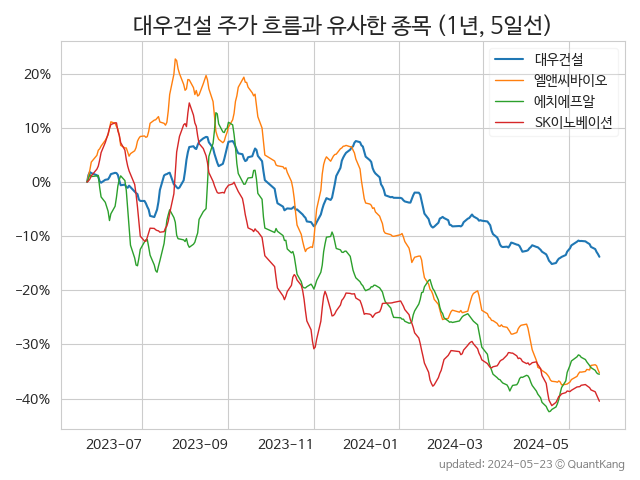 대우건설 주가 흐름과 유사한 종목 (1년, 5일선)
대우건설
엘앤씨바이오
에치에프알
SK이노베이션
20%
10%
0%
−10%
−20%
−30%
−40%
2023-07 2023-09 2023-11 2024-01 2024-03 2024-05
updated: 2024-05-23 ⓒ QuantKang